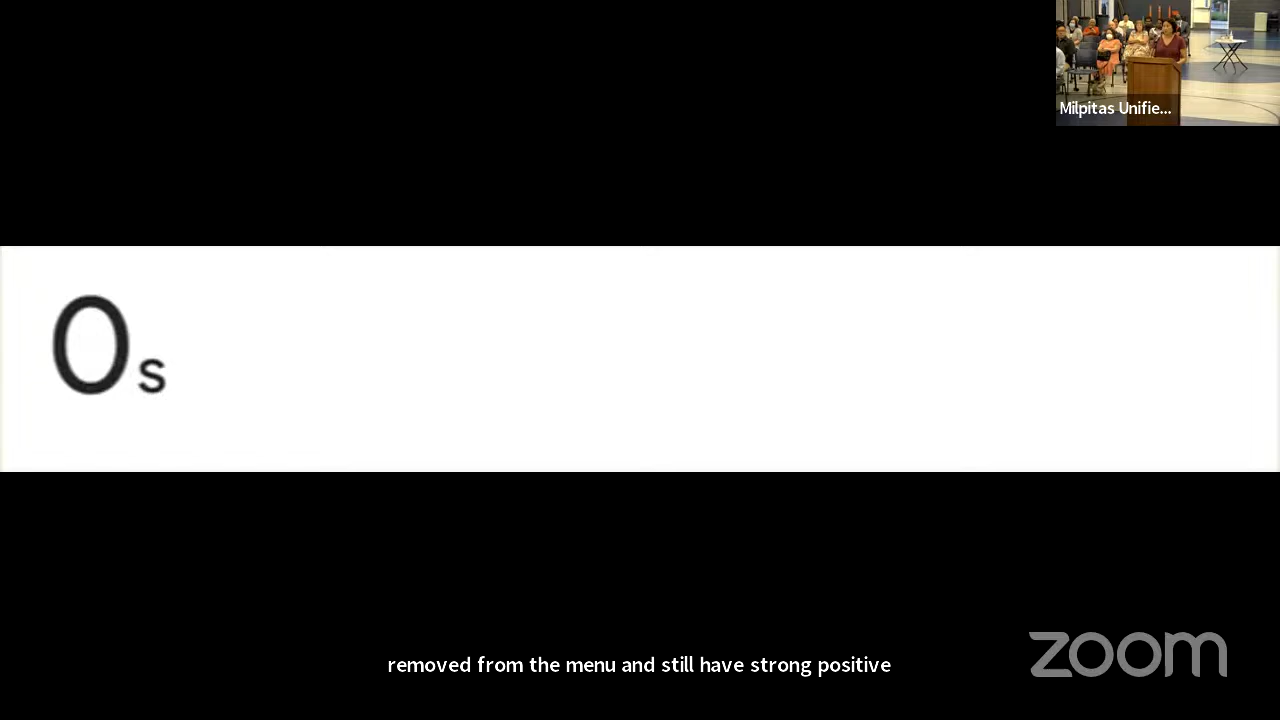 Milpitas Unifie...
0s
removed from the menu and still have strong positive
zoom